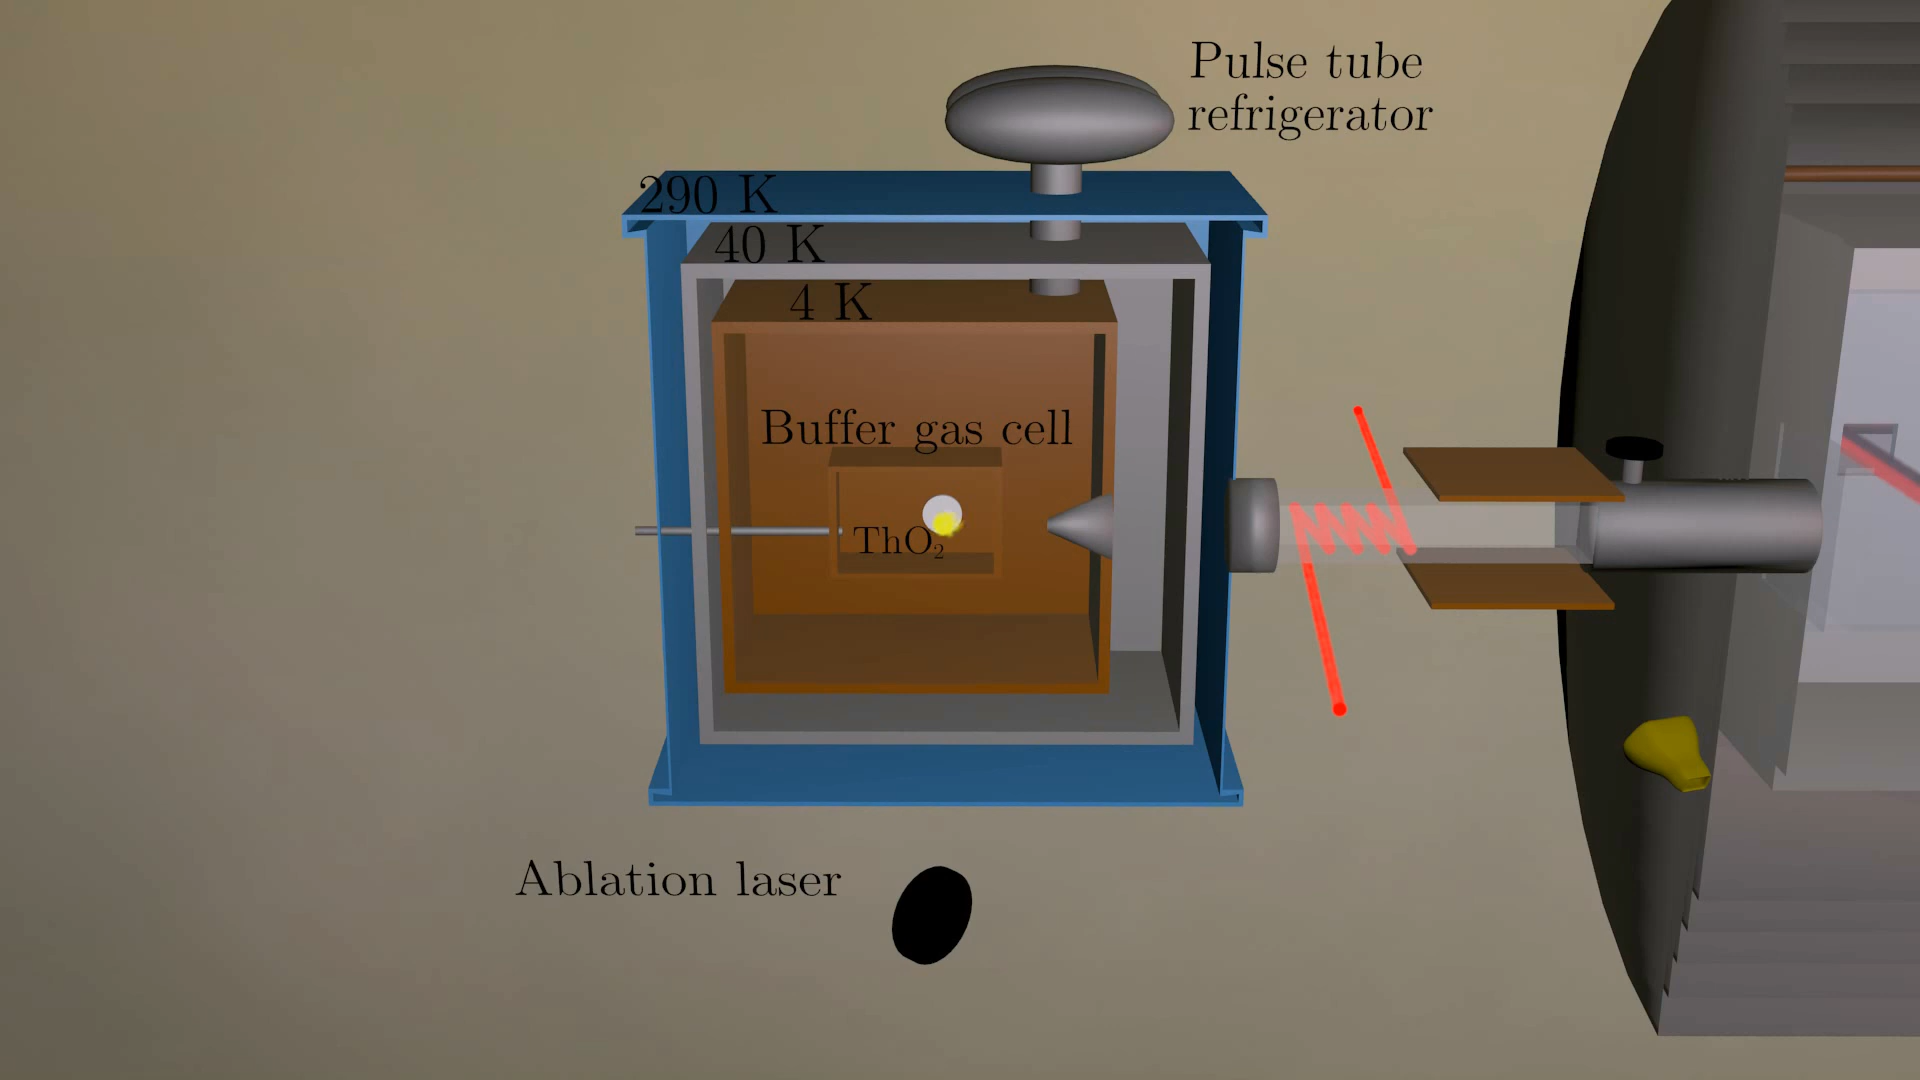 Pulse tube
refrigerator
290 K
40 K
4 K
Buffer gas cell
ThO₂
Ablation laser